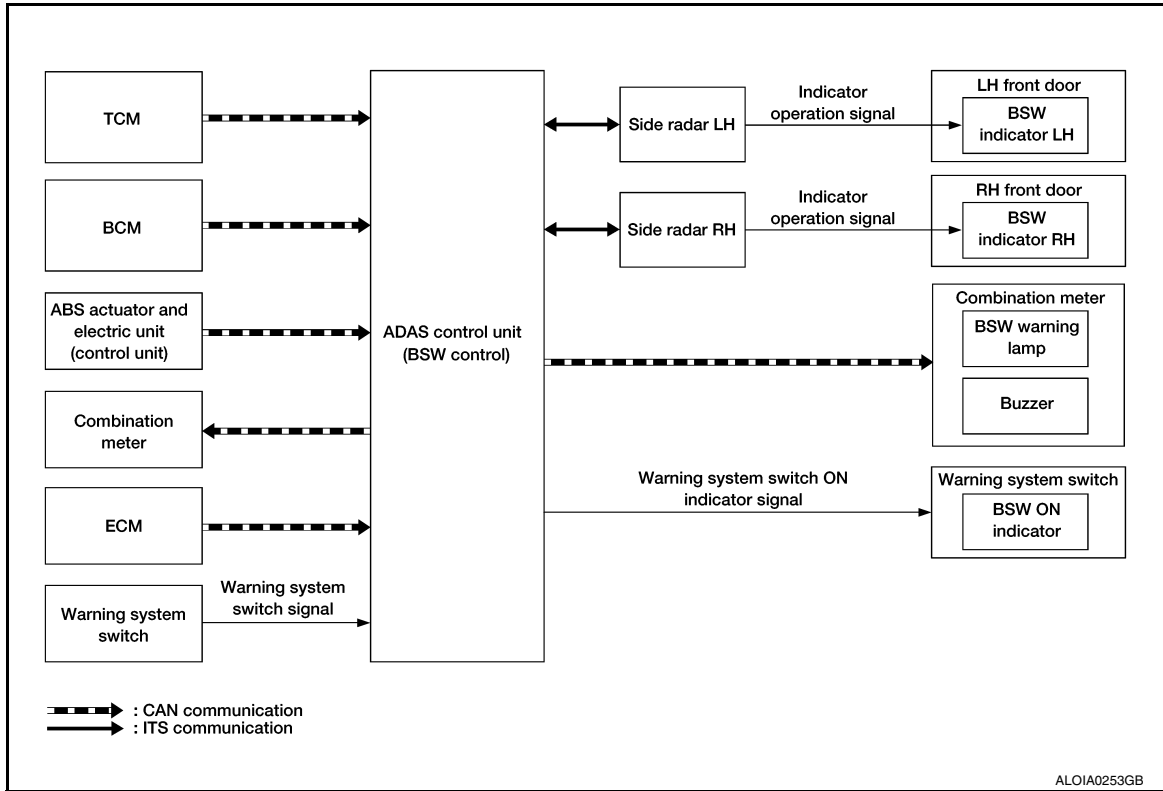 TCM
BCM
ABS actuator and
electric unit
(control unit)
Combination
meter
ECM
Warning system
switch
Warning system
switch signal
ADAS control unit
(BSW control)
Side radar LH
Indicator
operation signal
LH front door
BSW
indicator LH
Side radar RH
Indicator
operation signal
RH front door
BSW
indicator RH
Combination meter
BSW warning
lamp
Buzzer
Warning system switch ON
indicator signal
Warning system switch
BSW ON
indicator
: CAN communication
: ITS communication
ALOIA0253GB